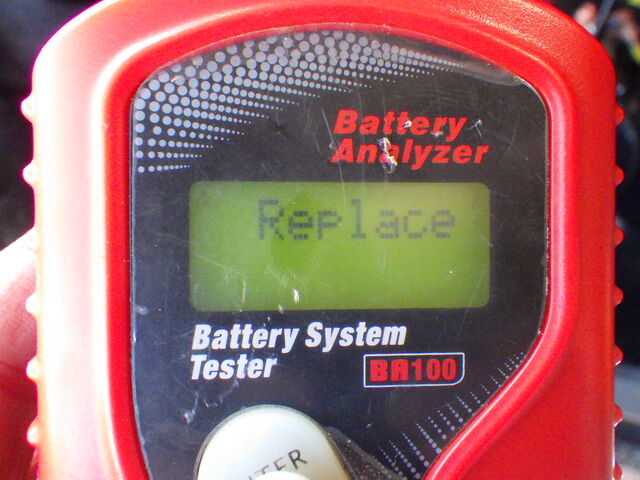 Battery
Analyzer
Replace
Battery System
Tester
BA100